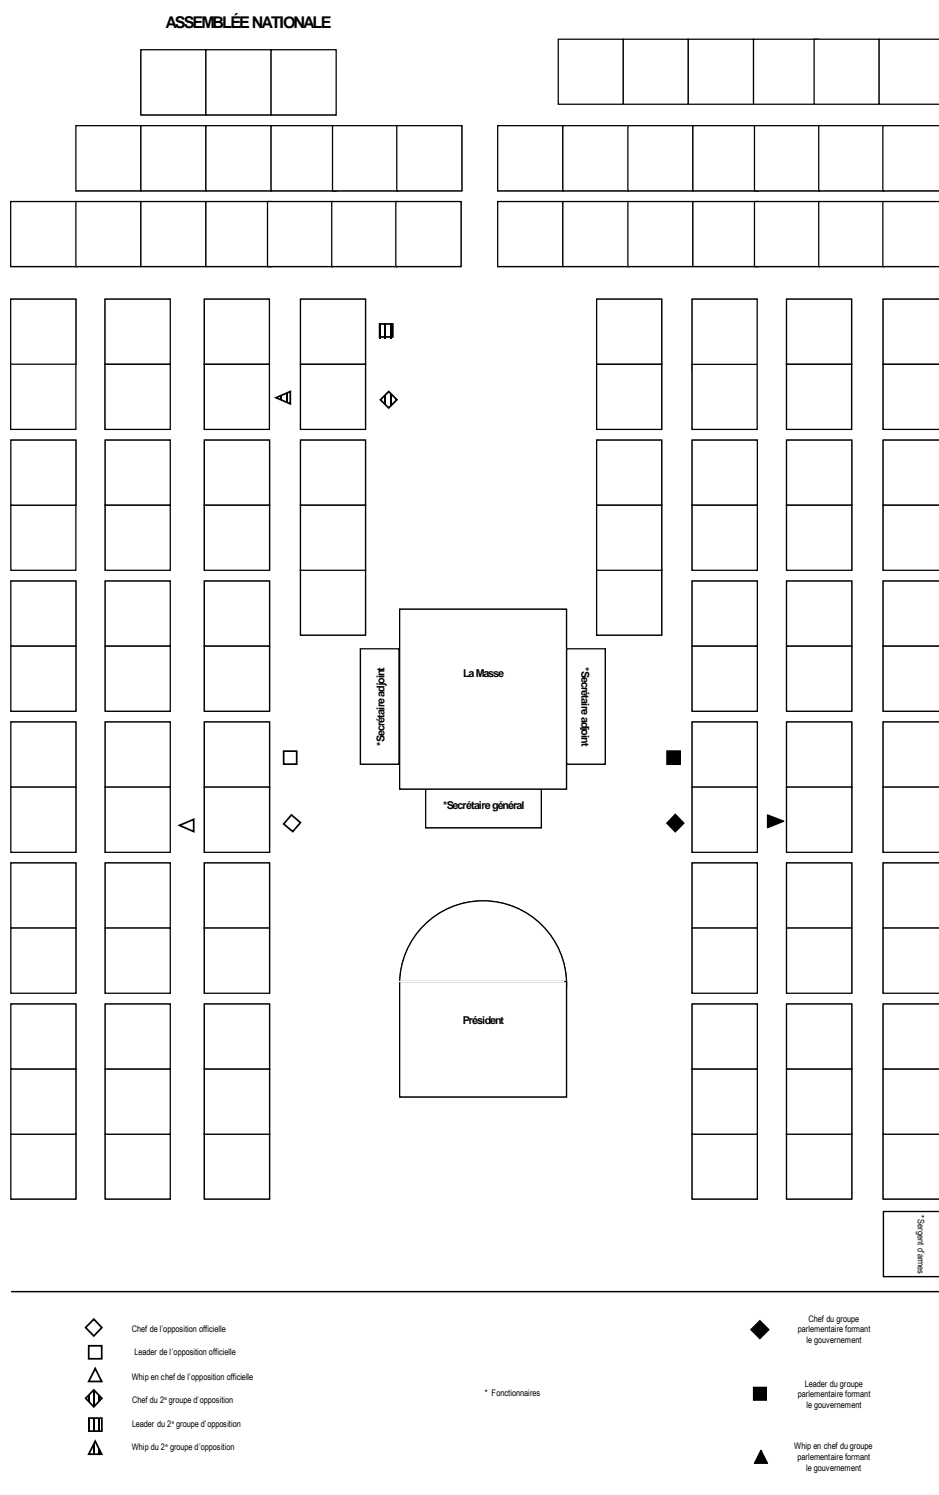 ASSEMBLÉE NATIONALE
La Masse
*Secrétaire adjoint
*Secrétaire adjoint
*Secrétaire général
Président
*Sergent d'armes
Chef de l'opposition officielle
Leader de l'opposition officielle
Whip en chef de l'opposition officielle
Chef du 2e groupe d'opposition
Leader du 2e groupe d'opposition
Whip du 2e groupe d'opposition
* Fonctionnaires
Chef du groupe
parlementaire formant
le gouvernement
Leader du groupe
parlementaire formant
le gouvernement
Whip en chef du groupe
parlementaire formant
le gouvernement